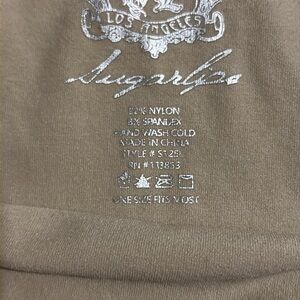 LOS ANGELES
Sugarlips
92% NYLON
8% SPANDEX
HAND WASH COLD
MADE IN CHINA
STYLE # S1251
RN # 113853
ONE SIZE FITS MOST